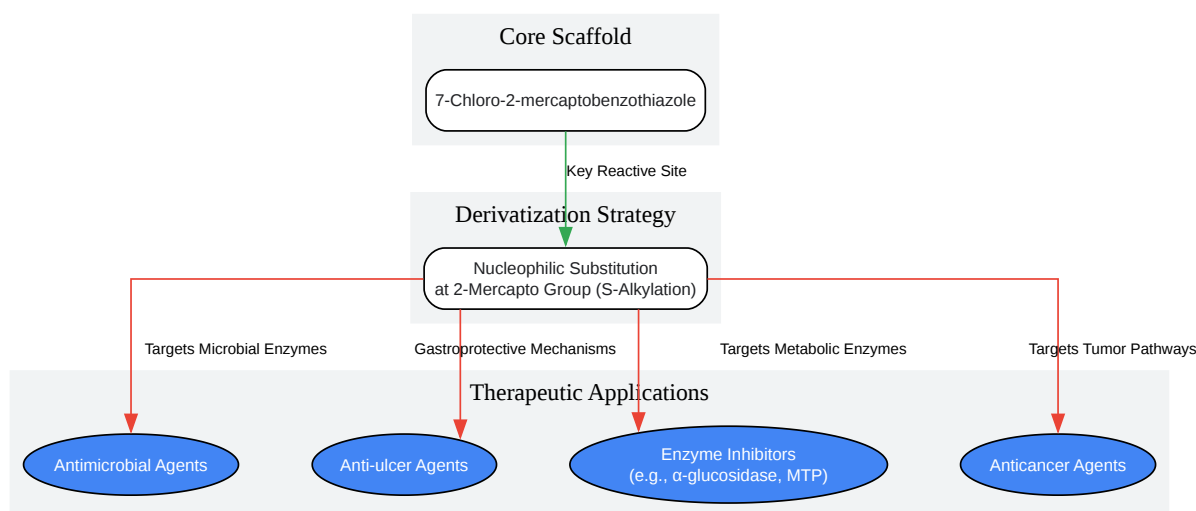 Core Scaffold
7-Chloro-2-mercaptobenzothiazole
Key Reactive Site
Derivatization Strategy
Nucleophilic Substitution
at 2-Mercapto Group (S-Alkylation)
Targets Microbial Enzymes
Gastroprotective Mechanisms
Targets Metabolic Enzymes
Targets Tumor Pathways
Therapeutic Applications
Antimicrobial Agents
Anti-ulcer Agents
Enzyme Inhibitors
(e.g., α-glucosidase, MTP)
Anticancer Agents